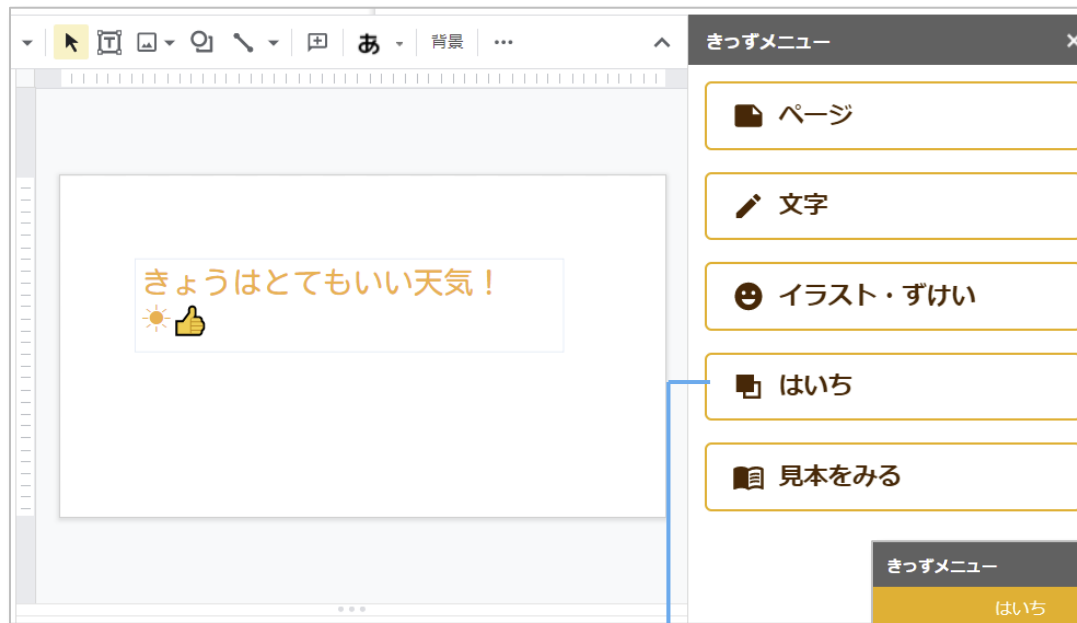 あ
背景
きっずメニュー
ページ
文字
イラスト・ずけい
はいち
見本をみる
きょうはとてもいい天気！
☀👍
きっずメニュー
はいち